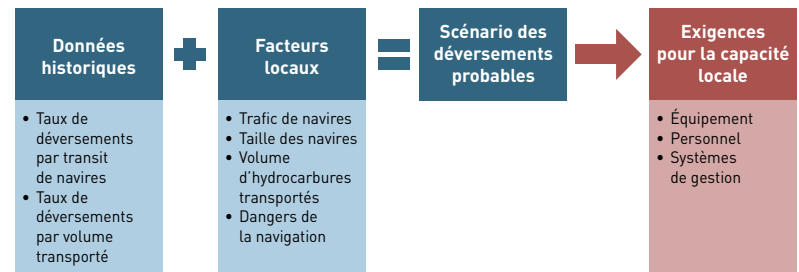 Données
historiques
• Taux de
déversements
par transit
de navires
• Taux de
déversements
par volume
transporté
Facteurs
locaux
• Trafic de navires
• Taille des navires
• Volume
d'hydrocarbures
transportés
• Dangers de
la navigation
Scénario des
déversements
probables
Exigences
pour la capacité
locale
• Équipement
• Personnel
• Systèmes
de gestion